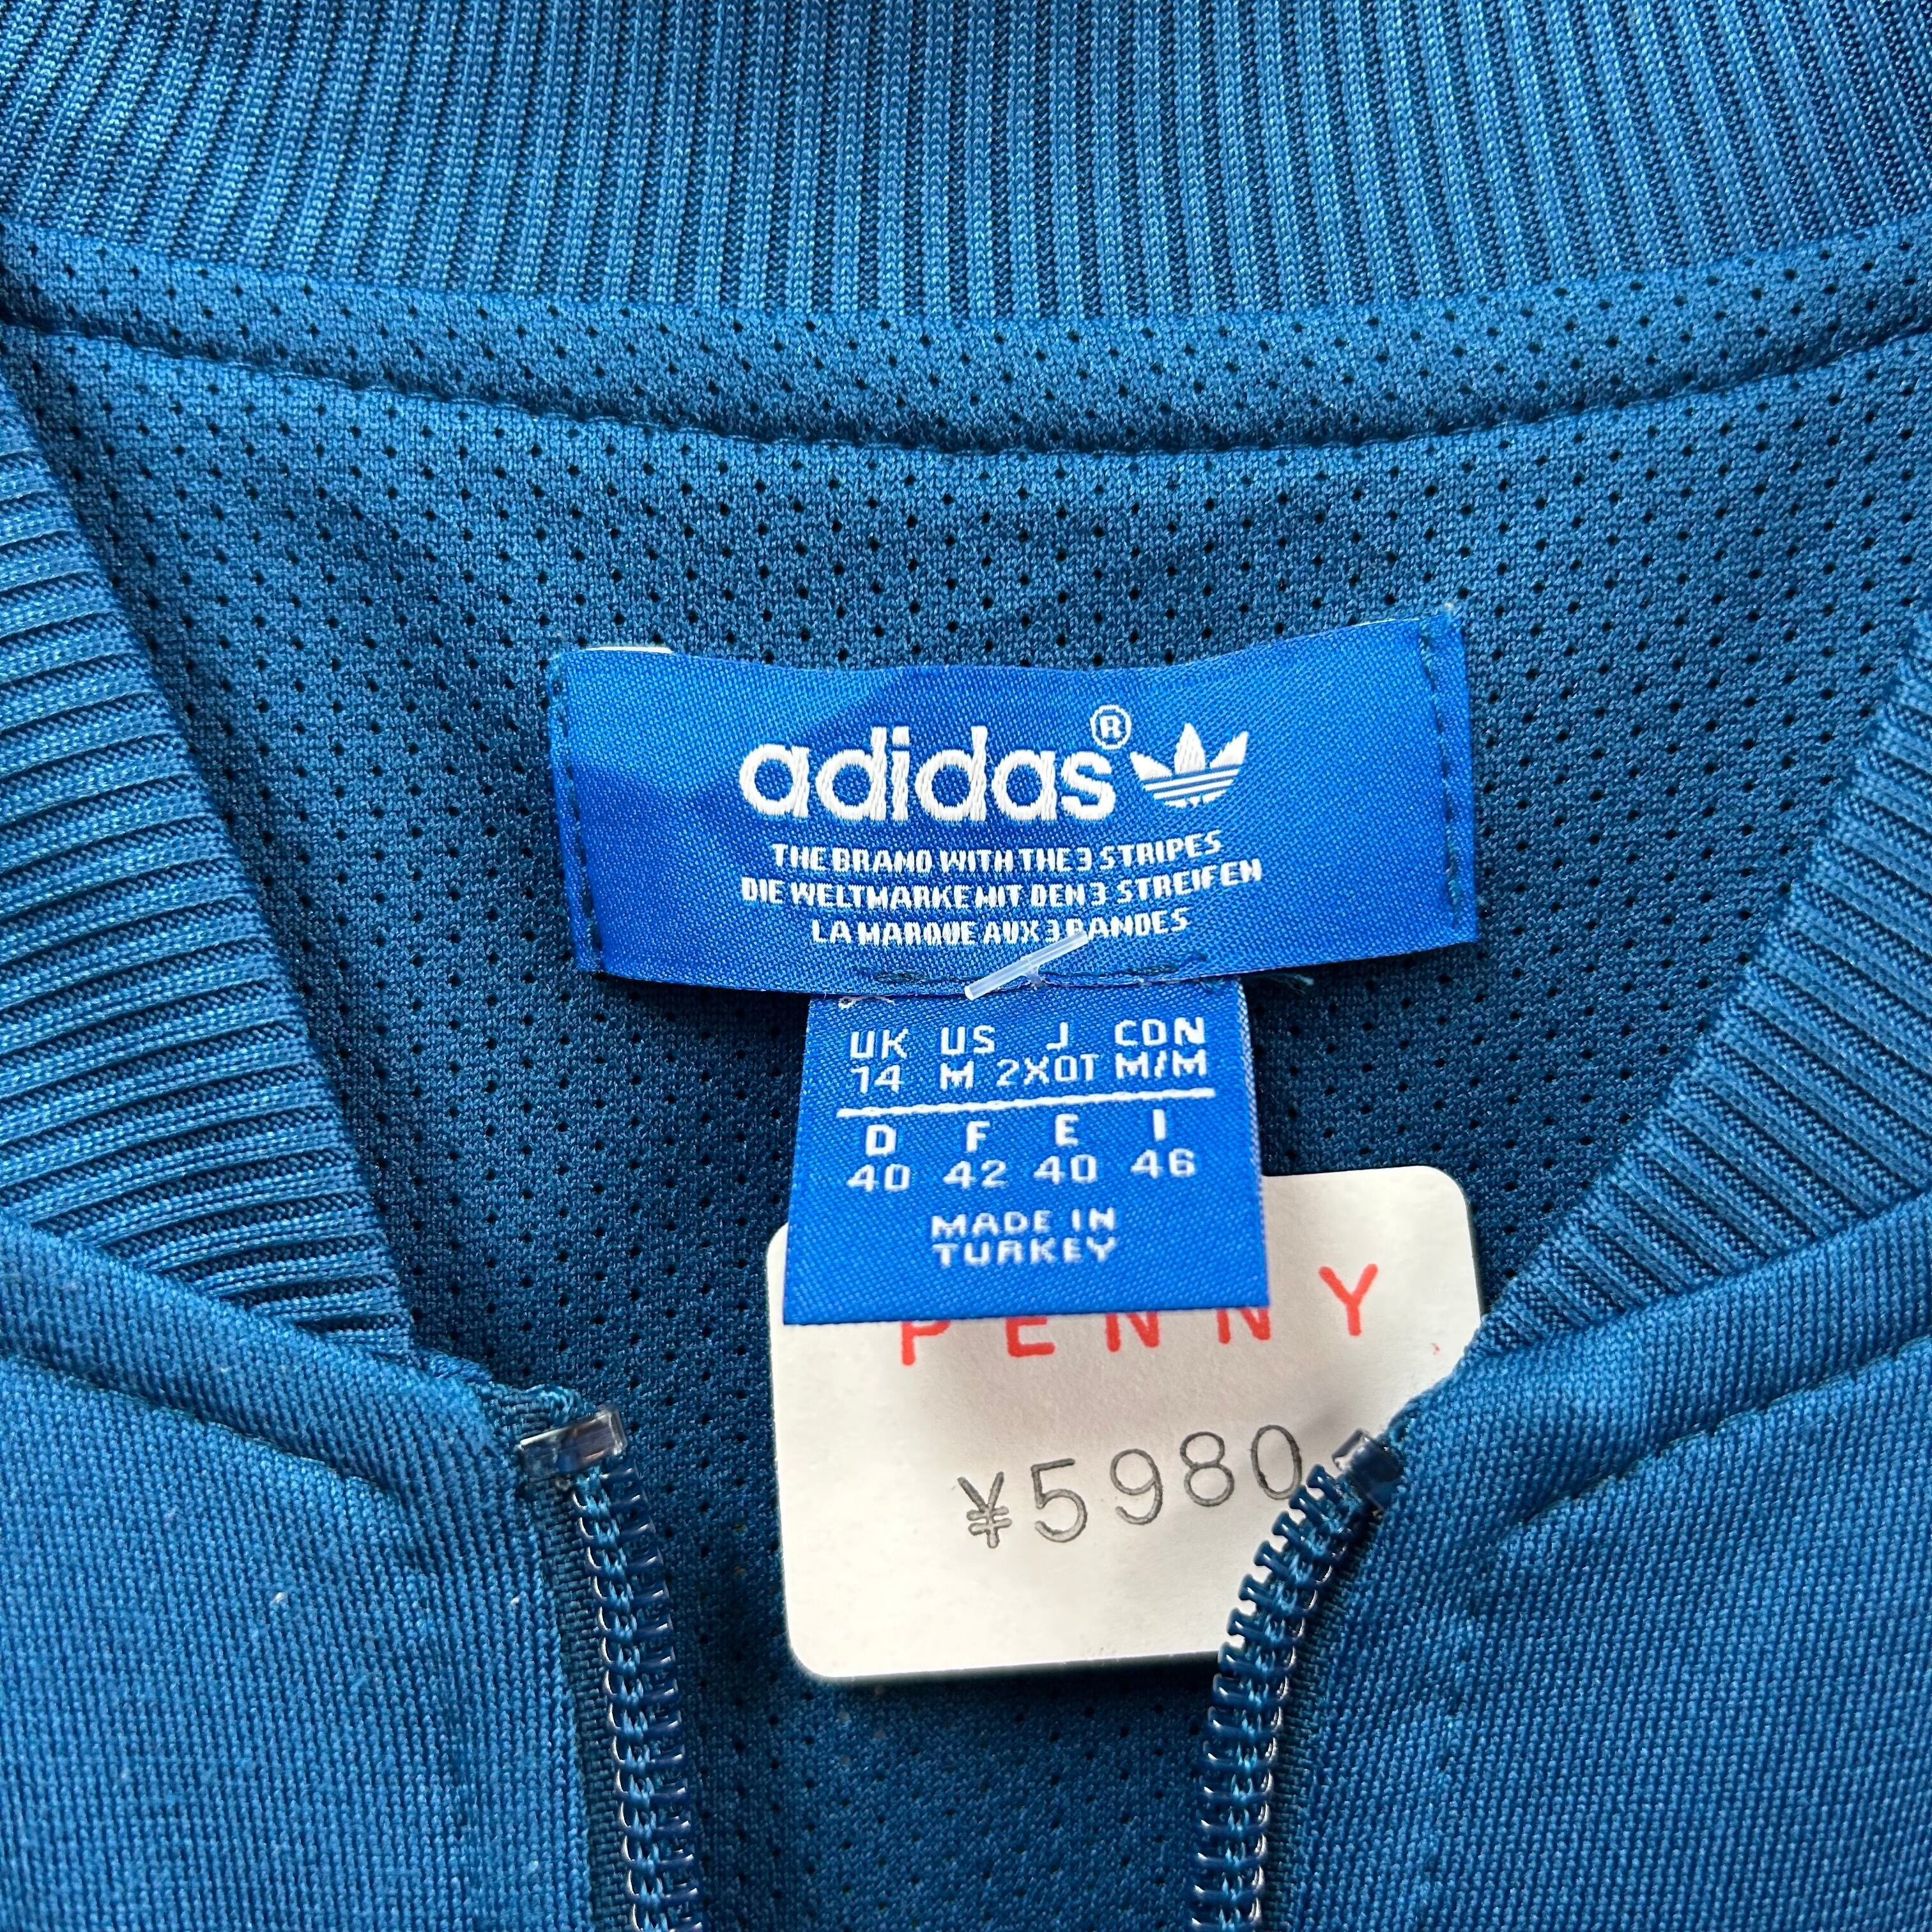 adidas®
THE BRAND WITH THE 3 STRIPES
DIE WELTMARKE MIT DEN 3 STREIFEN
LA MARQUE AUX 3 BANDES
UK US J CDN
14 M 2XOT M/M
D F E I
40 42 40 46
MADE IN
TURKEY
PENNY
¥5980